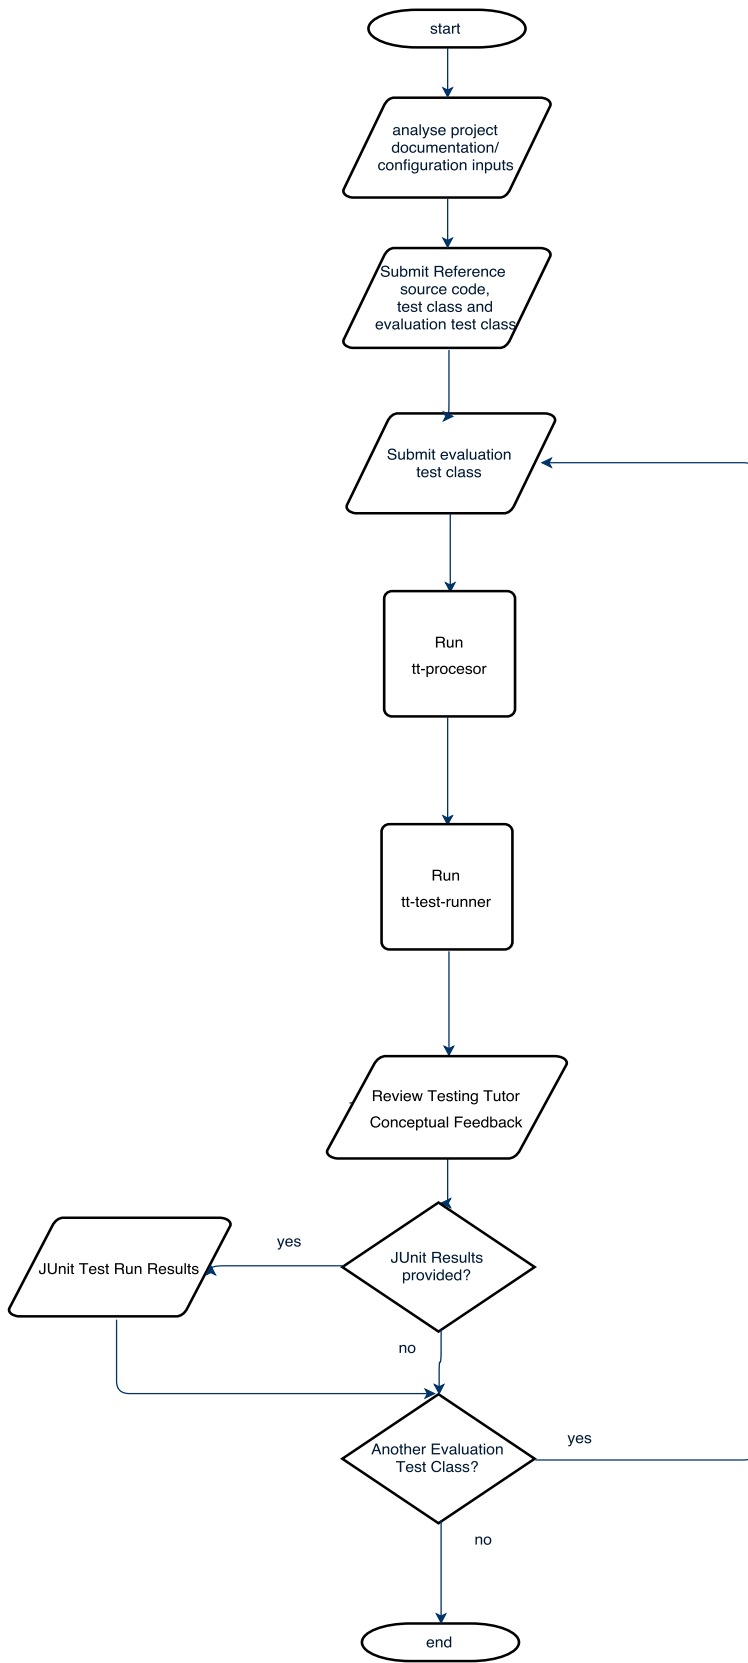 start
analyse project
documentation/
configuration inputs
Submit Reference
source code,
test class and
evaluation test class
Submit evaluation
test class
Run
tt-procesor
Run
tt-test-runner
Review Testing Tutor
Conceptual Feedback
yes
JUnit Results
provided?
JUnit Test Run Results
no
Another Evaluation
Test Class?
yes
no
end